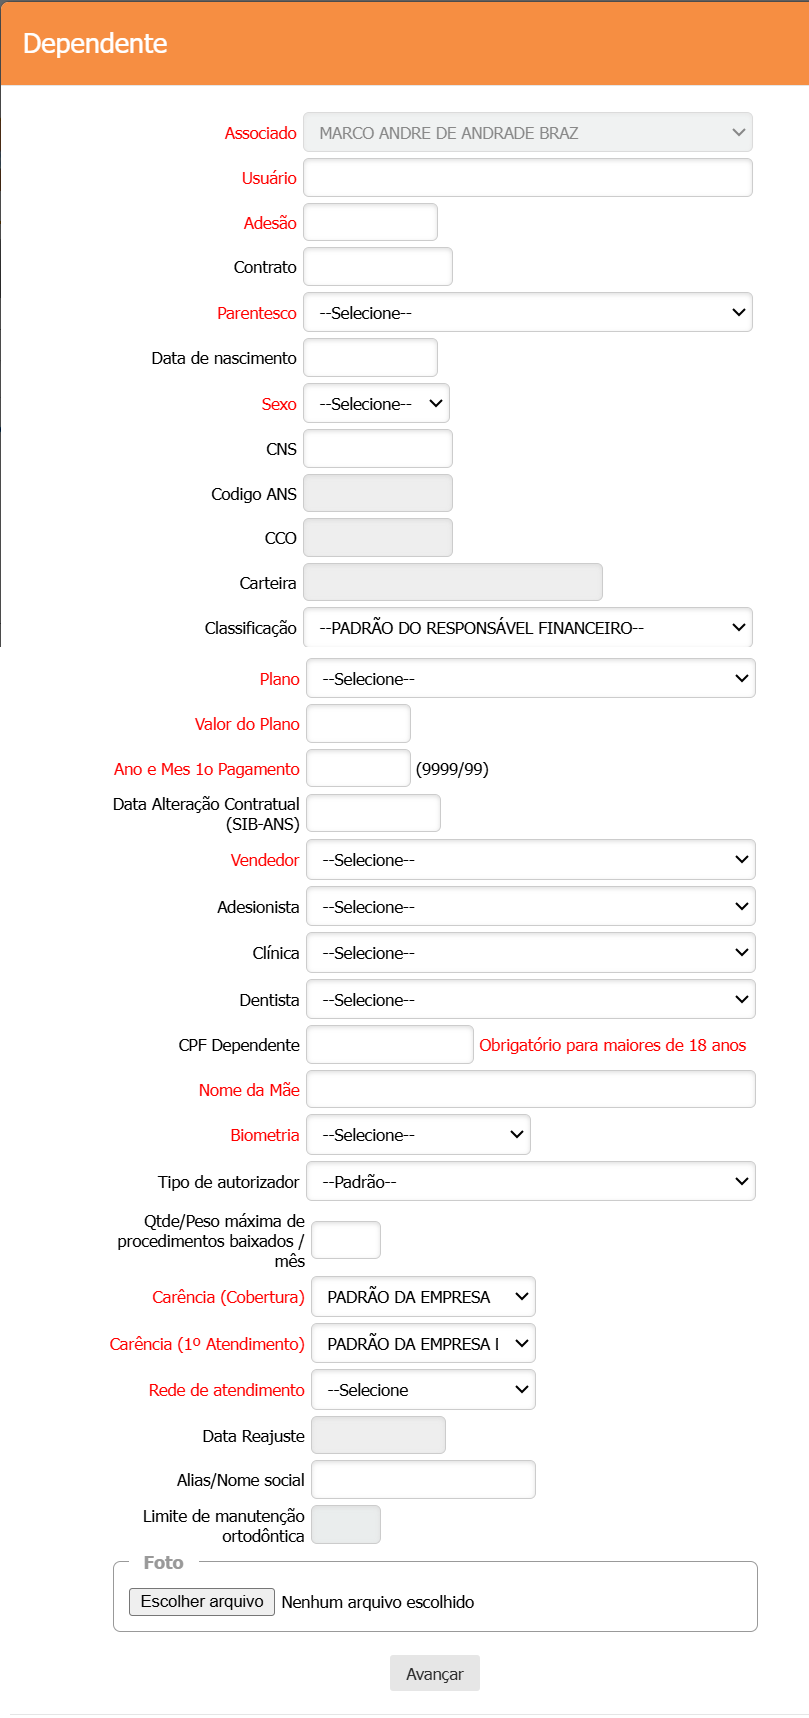 Dependente
Associado MARCO ANDRE DE ANDRADE BRAZ
Usuário
Adesão
Contrato
Parentesco --Selecione--
Data de nascimento
Sexo --Selecione--
CNS
Codigo ANS
CCO
Carteira
Classificação --PADRÃO DO RESPONSÁVEL FINANCEIRO--
Plano --Selecione--
Valor do Plano
Ano e Mes 1o Pagamento (9999/99)
Data Alteração Contratual
(SIB-ANS)
Vendedor --Selecione--
Adesionista --Selecione--
Clínica --Selecione--
Dentista --Selecione--
CPF Dependente Obrigatório para maiores de 18 anos
Nome da Mãe
Biometria --Selecione--
Tipo de autorizador --Padrão--
Qtde/Peso máxima de
procedimentos baixados /
mês
Carência (Cobertura) PADRÃO DA EMPRESA
Carência (1º Atendimento) PADRÃO DA EMPRESA
Rede de atendimento --Selecione
Data Reajuste
Alias/Nome social
Limite de manutenção
ortodôntica
Foto
Escolher arquivo Nenhum arquivo escolhido
Avançar